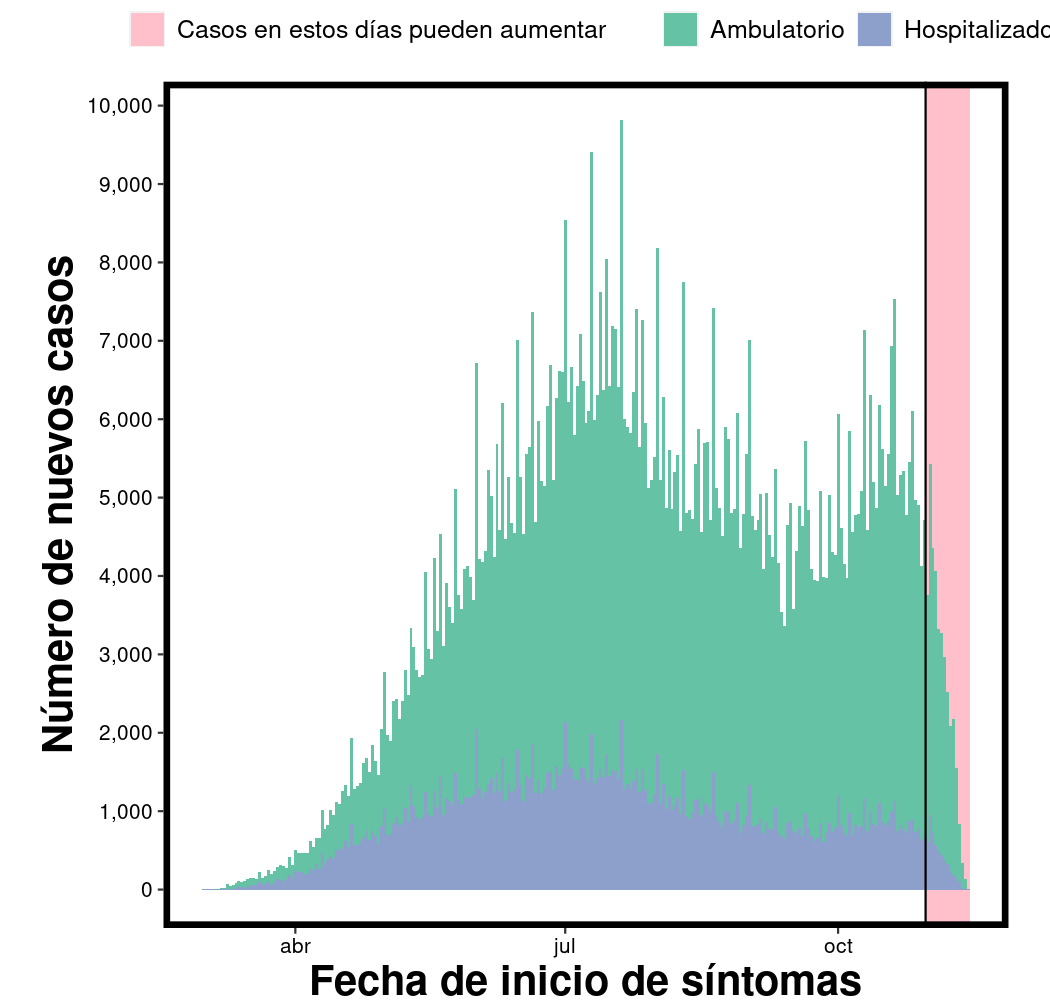 Casos en estos días pueden aumentar Ambulatorio Hospitalizado
10,000
9,000
8,000
7,000
6,000
5,000
4,000
3,000
2,000
1,000
0
Número de nuevos casos
abr jul oct
Fecha de inicio de síntomas